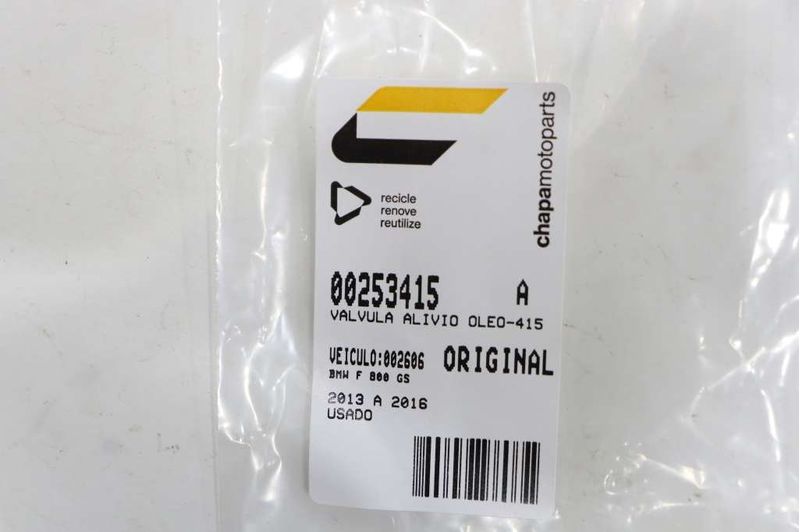 chapamotoparts
recicle
renove
reutilize
00253415 A
VALVULA ALIVIO OLEO-415
VEICULO:002606 ORIGINAL
BMW F 800 GS
2013 A 2016
USADO